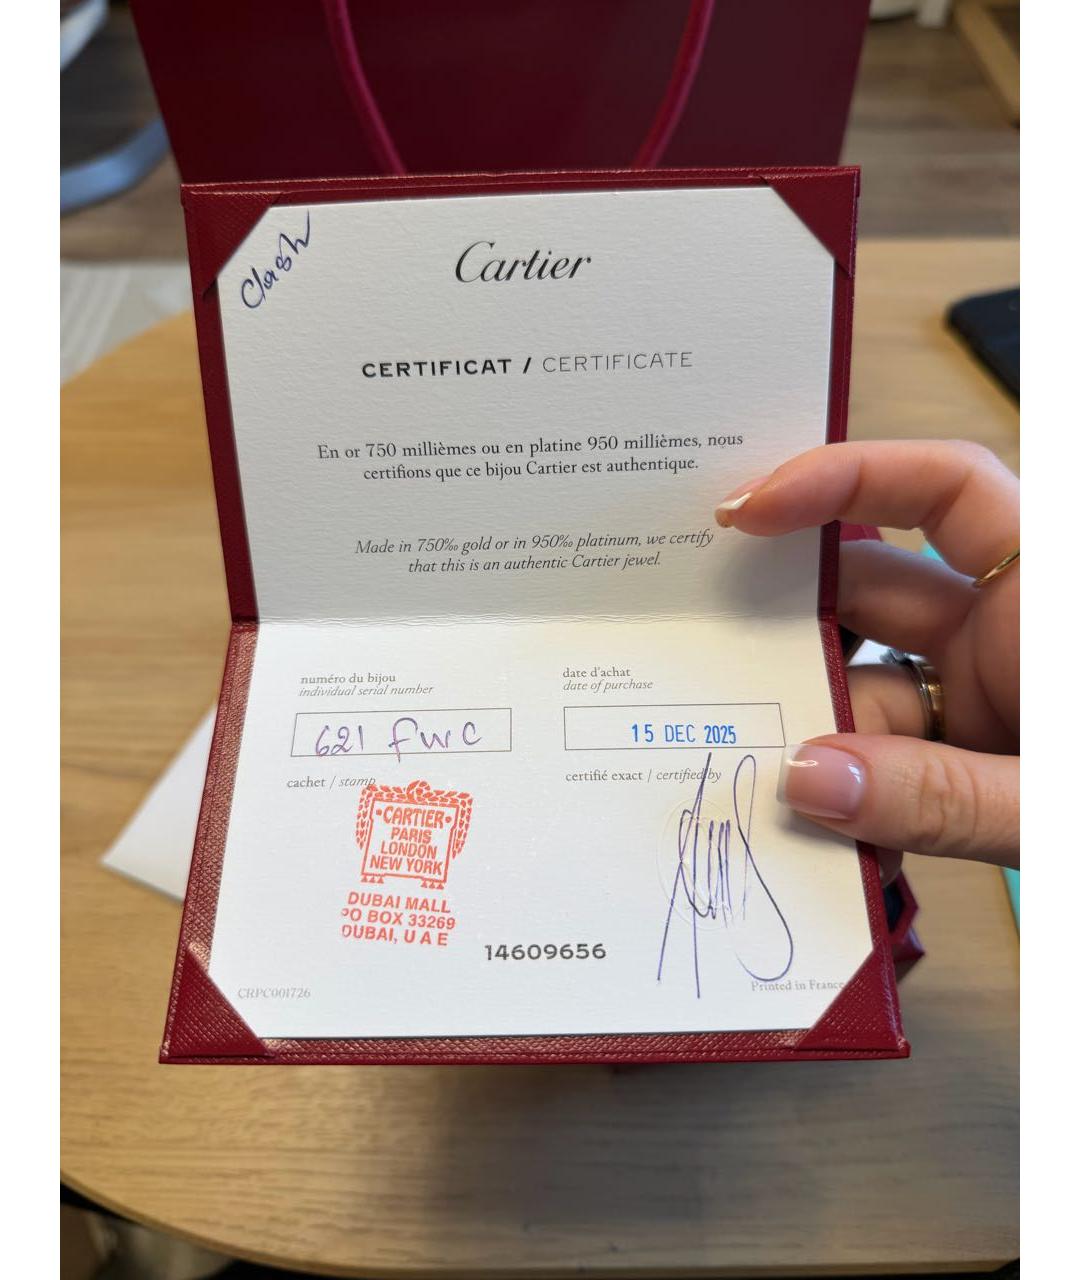 Clash
Cartier
CERTIFICAT / CERTIFICATE
En or 750 millièmes ou en platine 950 millièmes, nous
certifions que ce bijou Cartier est authentique.
Made in 750‰ gold or in 950‰ platinum, we certify
that this is an authentic Cartier jewel.
numéro du bijou
individual serial number
621 fwc
date d'achat
date of purchase
15 DEC 2025
cachet / stamp
certifié exact / certified by
CARTIER
PARIS
LONDON
NEW YORK
DUBAI MALL
PO BOX 33269
DUBAI, U A E
14609656
CRPC001726
Printed in France